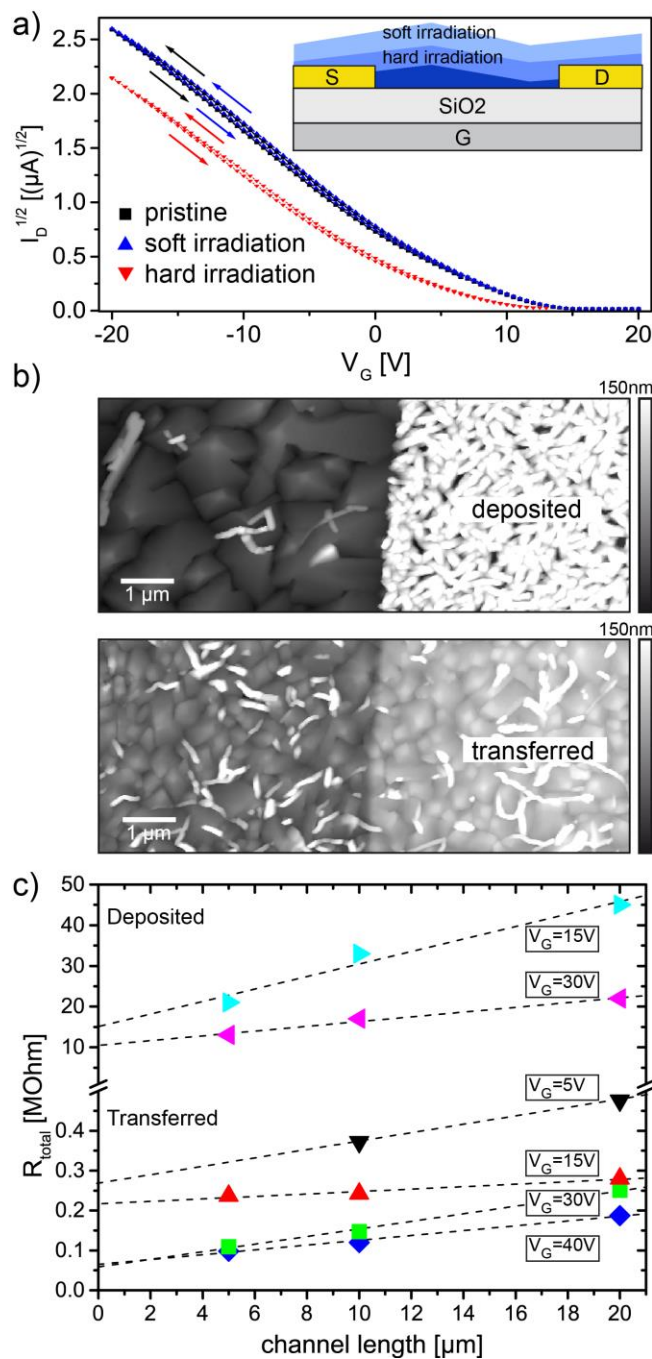 a)
2.5
2.0
1.5
1.0
0.5
0.0
I_D^1/2 [(µA)^1/2]
-20
-10
0
10
20
V_G [V]
pristine
soft irradiation
hard irradiation
soft irradiation
hard irradiation
S
D
SiO2
G
b)
150nm
deposited
1 µm
150nm
transferred
1 µm
c)
50
40
30
20
10
0.4
0.3
0.2
0.1
0.0
R_total [MOhm]
Deposited
V_G=15V
V_G=30V
Transferred
V_G=5V
V_G=15V
V_G=30V
V_G=40V
0
2
4
6
8
10
12
14
16
18
20
channel length [µm]